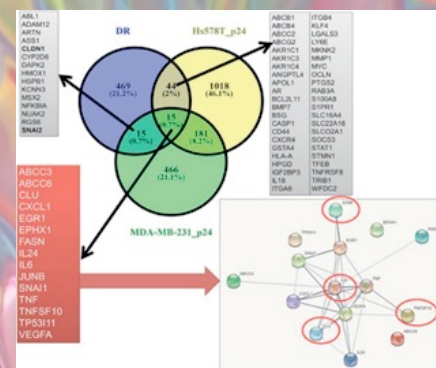 ABL1
ADAM12
ARTN
ASS1
CLDN1
CYP2D6
DAPK2
HMOX1
HSPB1
KCNN3
MSX2
NFKBIA
NUAK2
RGS6
SNAI2
DR
Hs578T_p24
469
(21.2%)
44
(2%)
1018
(46.1%)
15
(0.7%)
15
(0.7%)
181
(8.2%)
466
(21.1%)
MDA-MB-231_p24
ABCB1
ABCB4
ABCC2
ABCG2
AKR1C1
AKR1C3
AKR1C4
ANGPTL4
APOL1
AR
BCL2L11
BMP7
BSG
CASP1
CD44
CXCR4
GSTA4
HLA-A
HPGD
IGF2BP3
IL18
ITGA6
ITGB4
KLF4
LGALS3
LY6E
MKNK2
MMP1
MYC
OCLN
PTGS2
RAB3A
S100A8
S1PR1
SLC16A4
SLC22A18
SLCO2A1
SOCS3
STAT1
STMN1
TFEB
TNFRSF8
TRIB1
WFDC2
ABCC3
ABCC6
CLU
CXCL1
EGR1
EPHX1
FASN
IL24
IL6
JUNB
SNAI1
TNF
TNFSF10
TP53I11
VEGFA